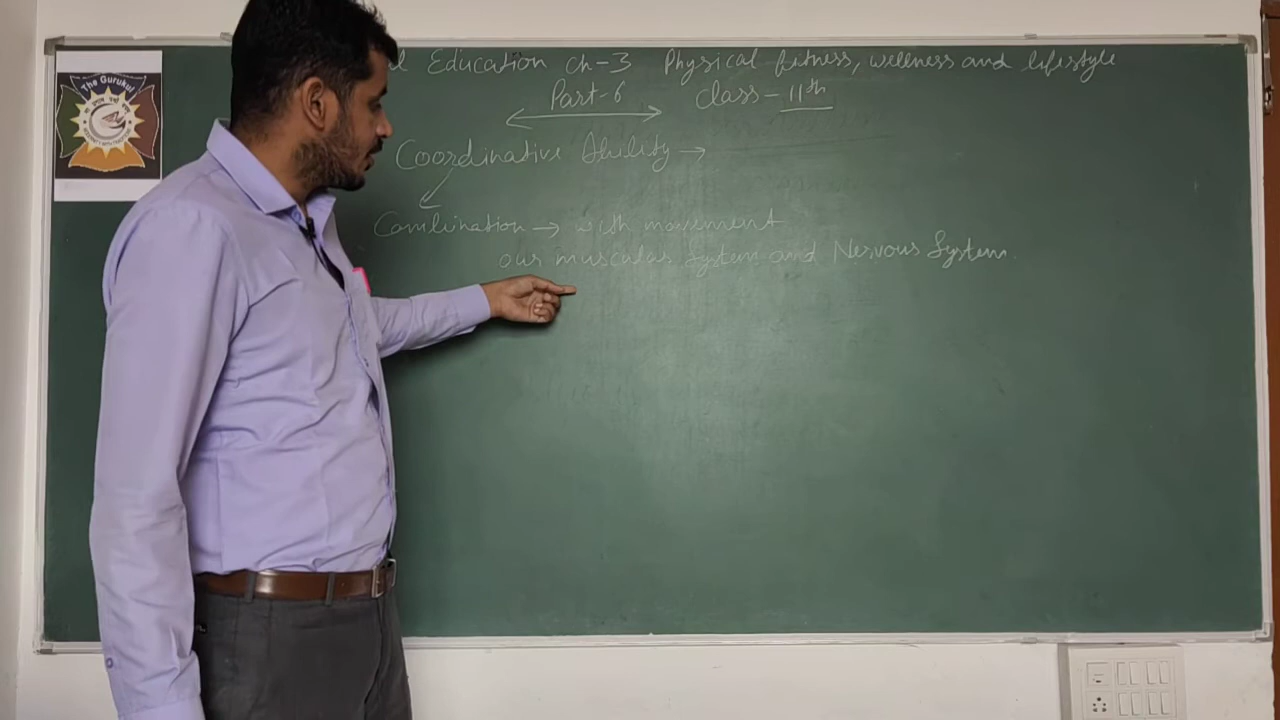 The Gurukul
l Education ch-3 Physical fitness, wellness and lifestyle
Part-6 Class-11th
Coordinative Ability →
Combination → with movement
our muscular System and Nervous System.